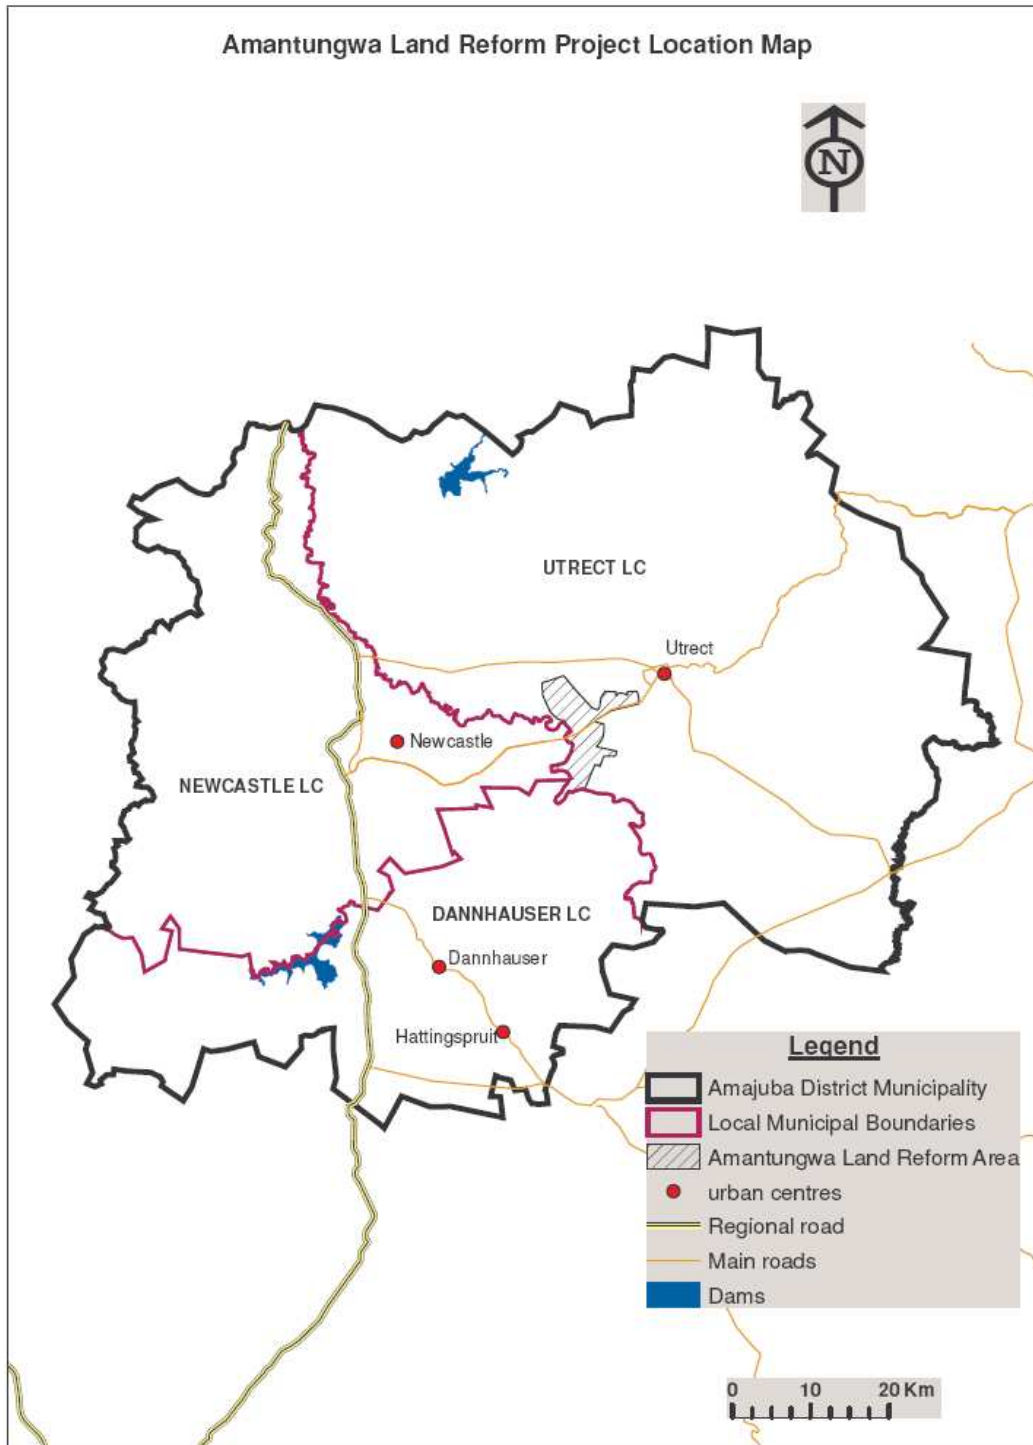 Amantungwa Land Reform Project Location Map
N
UTRECT LC
Utrect
Newcastle
NEWCASTLE LC
DANNHAUSER LC
Dannhauser
Hattingspruit
Legend
Amajuba District Municipality
Local Municipal Boundaries
Amantungwa Land Reform Area
urban centres
Regional road
Main roads
Dams
0 10 20 Km